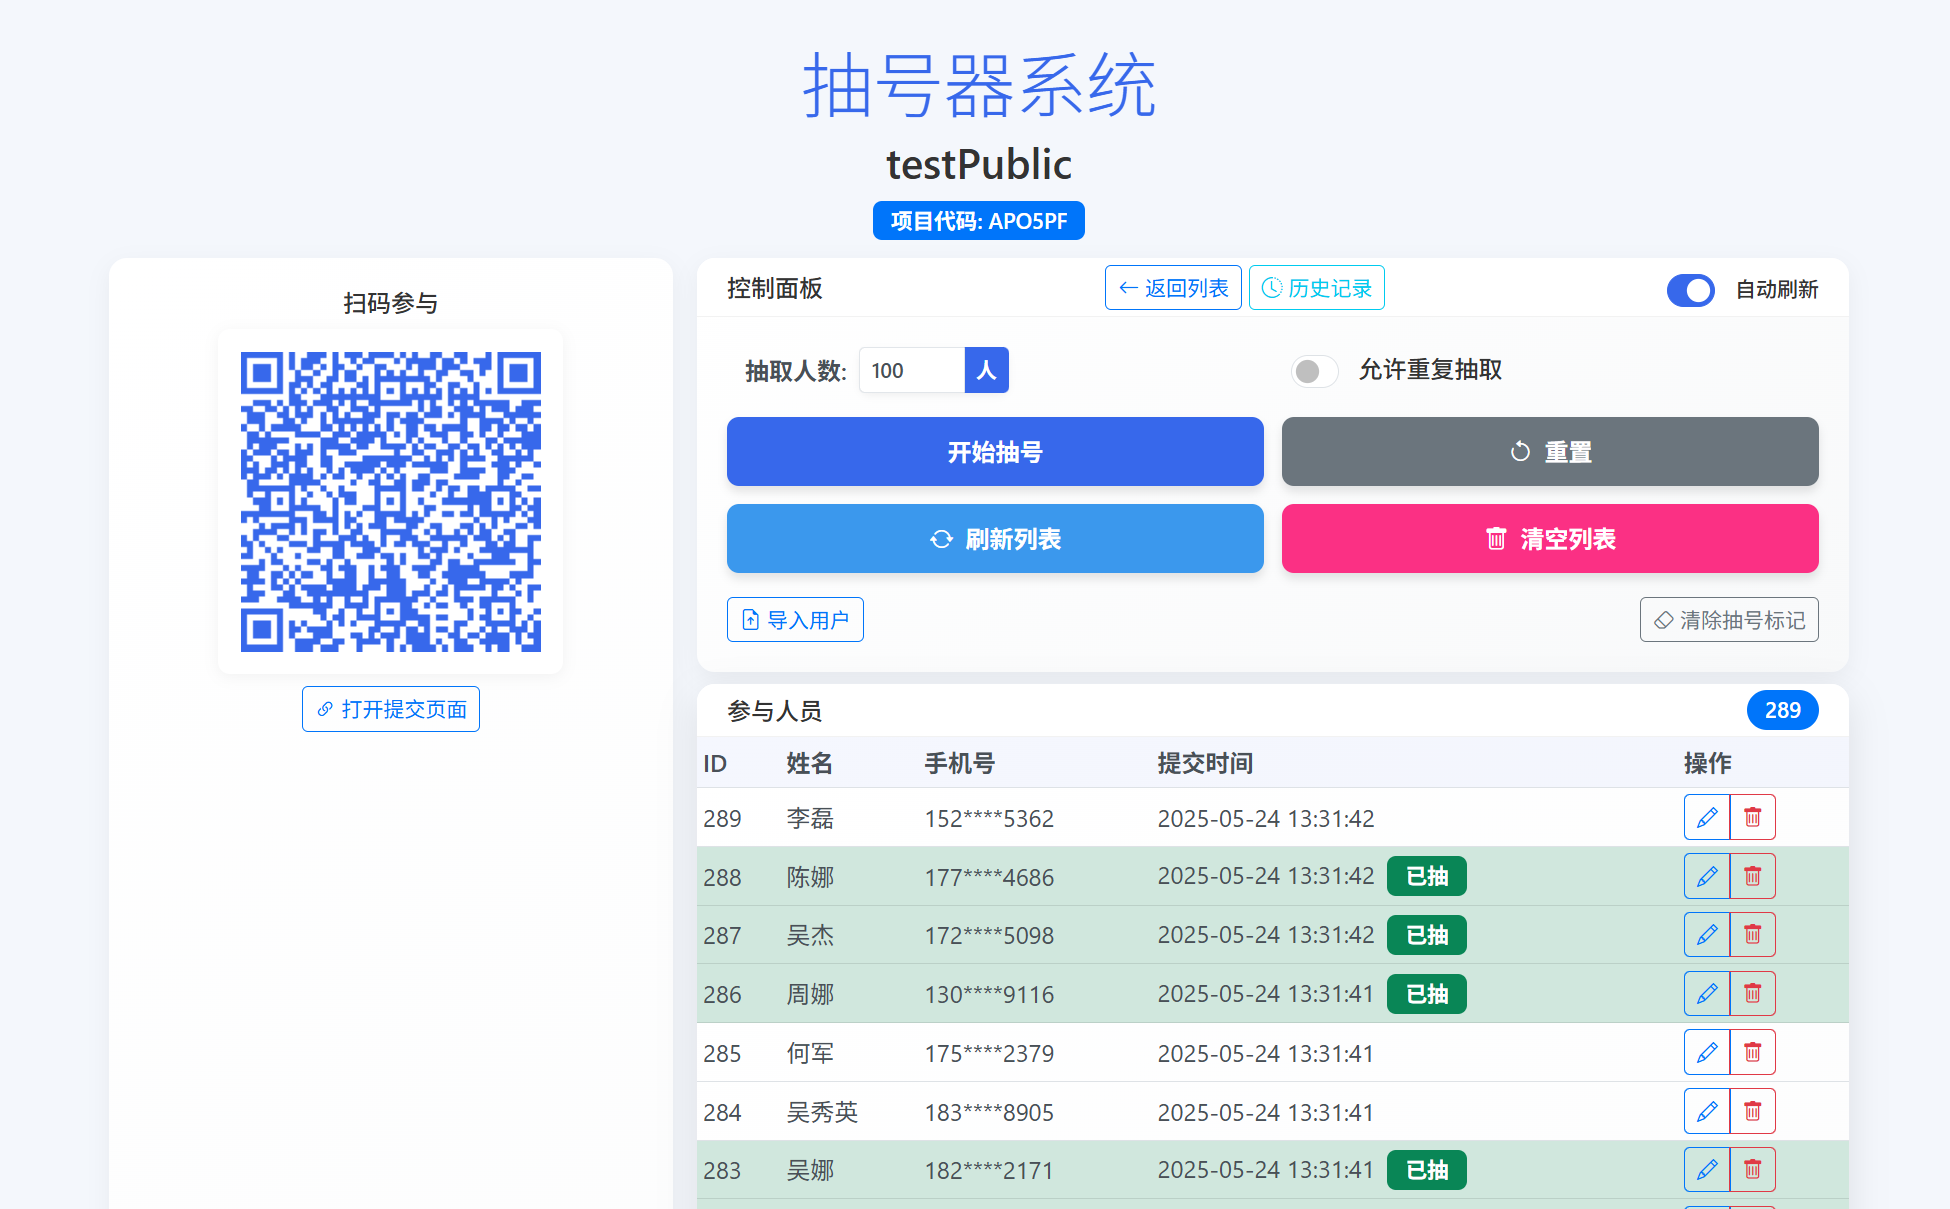 抽号器系统
testPublic
项目代码: APO5PF
扫码参与
打开提交页面
控制面板 返回列表 历史记录 自动刷新
抽取人数: 100 人 允许重复抽取
开始抽号 重置
刷新列表 清空列表
导入用户 清除抽号标记
参与人员 289
ID 姓名 手机号 提交时间 操作
289 李磊 152****5362 2025-05-24 13:31:42
288 陈娜 177****4686 2025-05-24 13:31:42 已抽
287 吴杰 172****5098 2025-05-24 13:31:42 已抽
286 周娜 130****9116 2025-05-24 13:31:41 已抽
285 何军 175****2379 2025-05-24 13:31:41
284 吴秀英 183****8905 2025-05-24 13:31:41
283 吴娜 182****2171 2025-05-24 13:31:41 已抽